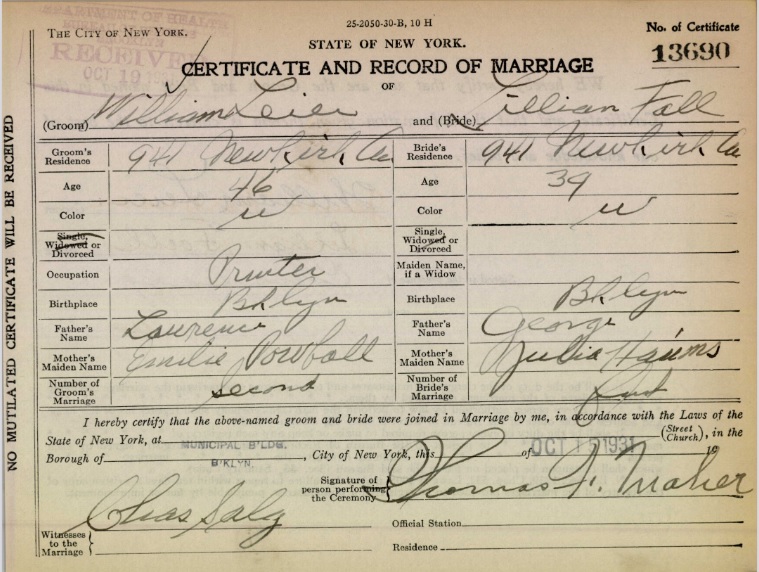 25-2050-30-B, 10 H
THE CITY OF NEW YORK.
No. of Certificate
STATE OF NEW YORK.
13690
DEPARTMENT OF HEALTH
RECEIVED
OCT 19
CERTIFICATE AND RECORD OF MARRIAGE
OF
(Groom) William Leier and (Bride) Lillian Fall
Groom's Residence 941 Newkirk Av Bride's Residence 941 Newkirk Av
Age 46 Age 39
Color W Color W
Single, Widowed or Divorced Single, Widowed or Divorced
Occupation Printer Maiden Name, if a Widow
Birthplace Bklyn Birthplace Bklyn
Father's Name Lawrence Father's Name George
Mother's Maiden Name Emilie Mother's Maiden Name Julia
Number of Groom's Marriage second Number of Bride's Marriage
I hereby certify that the above-named groom and bride were joined in Marriage by me, in accordance with the Laws of the
State of New York, at MUNICIPAL B'LDG. (Street Church), in the
Borough of B'KLYN. , City of New York, this of OCT 15 1931 19
Signature of person performing the Ceremony Thomas F. Maher
Chas
Official Station
Witnesses to the Marriage
Residence
NO MUTILATED CERTIFICATE WILL BE RECEIVED